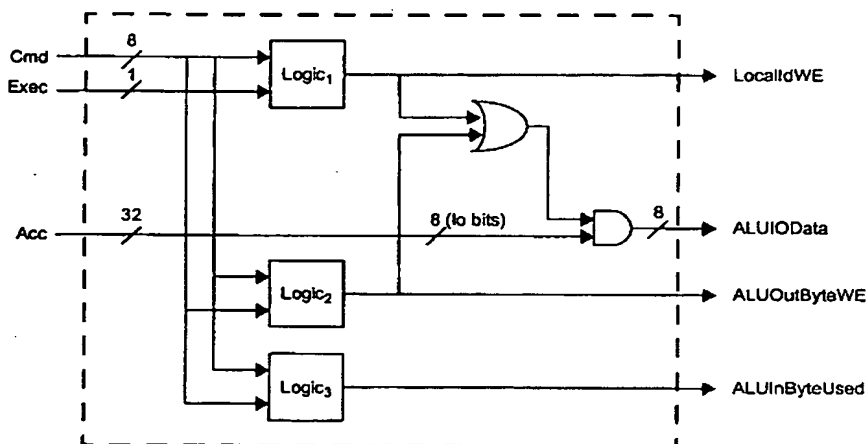 Cmd
8
Logic₁
LocalIdWE
Exec
1
Acc
32
8 (lo bits)
8
ALUIOData
Logic₂
ALUOutByteWE
Logic₃
ALUInByteUsed